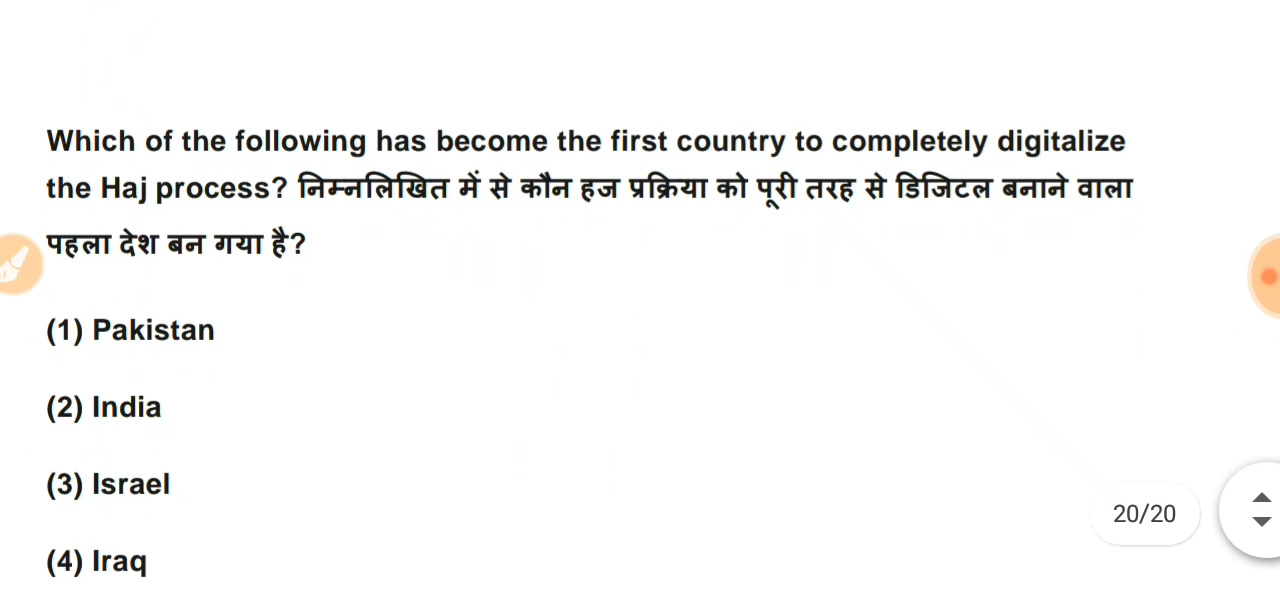 Which of the following has become the first country to completely digitalize
the Haj process? निम्नलिखित में से कौन हज प्रक्रिया को पूरी तरह से डिजिटल बनाने वाला
पहला देश बन गया है?
(1) Pakistan
(2) India
(3) Israel
20/20
(4) Iraq